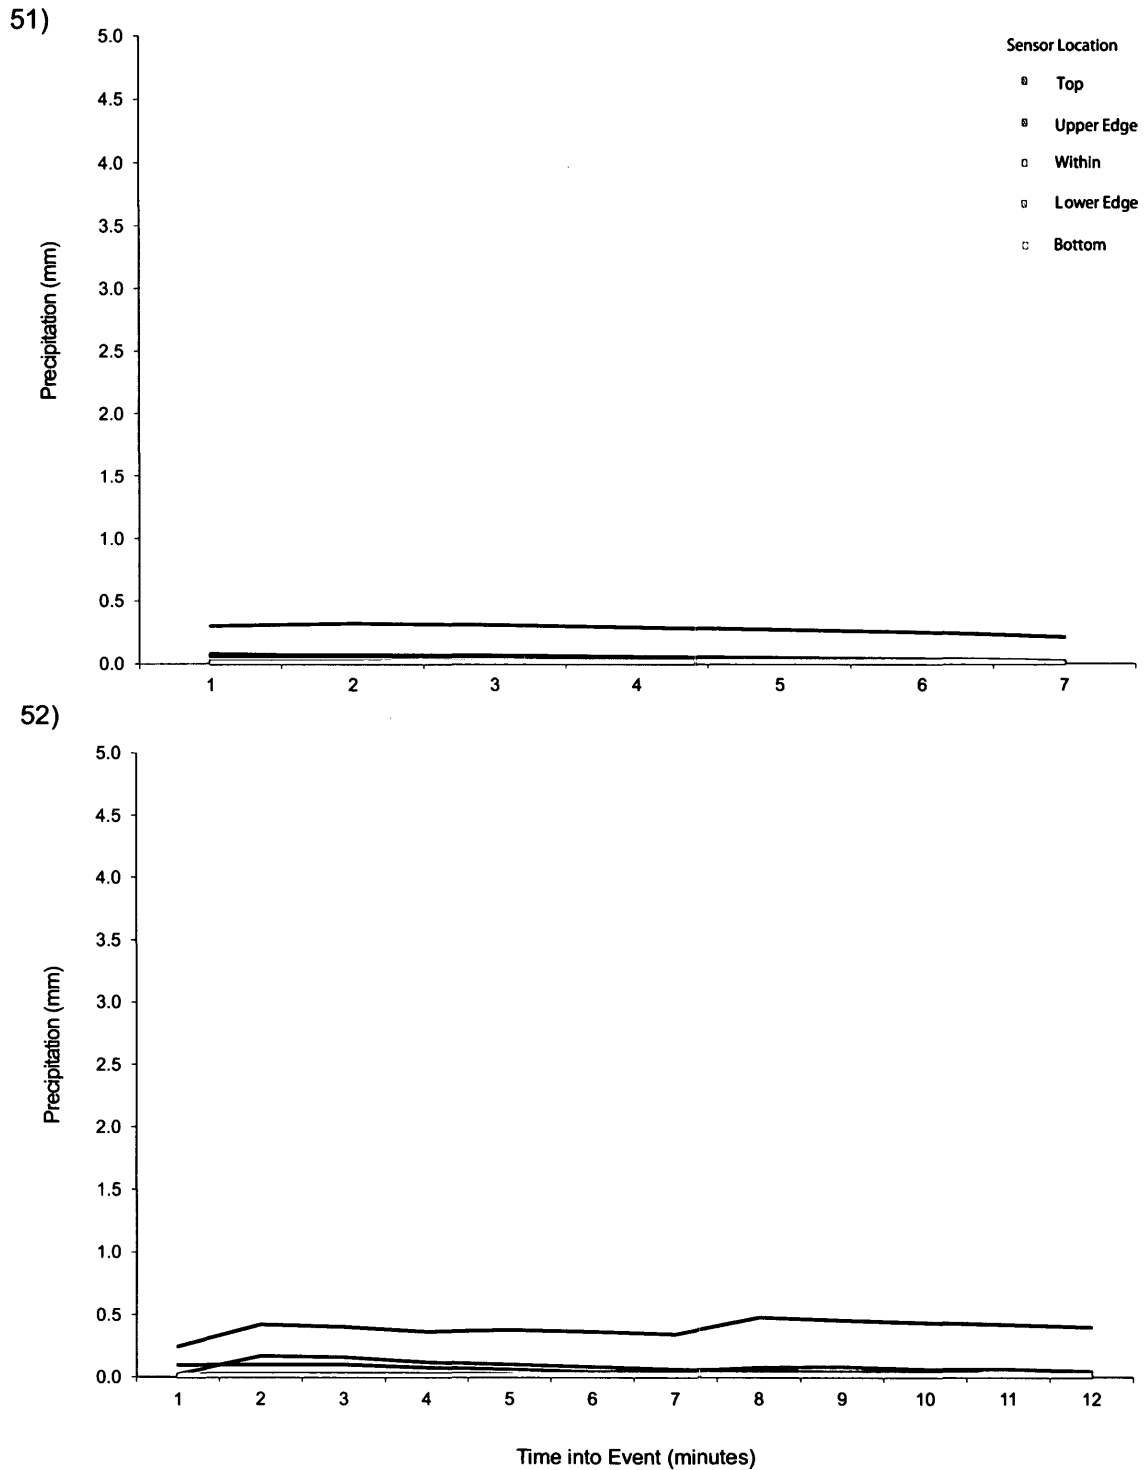 51)
5.0
4.5
4.0
3.5
3.0
2.5
2.0
1.5
1.0
0.5
0.0
Precipitation (mm)
Sensor Location
Top
Upper Edge
Within
Lower Edge
Bottom
1 2 3 4 5 6 7
52)
5.0
4.5
4.0
3.5
3.0
2.5
2.0
1.5
1.0
0.5
0.0
Precipitation (mm)
1 2 3 4 5 6 7 8 9 10 11 12
Time into Event (minutes)